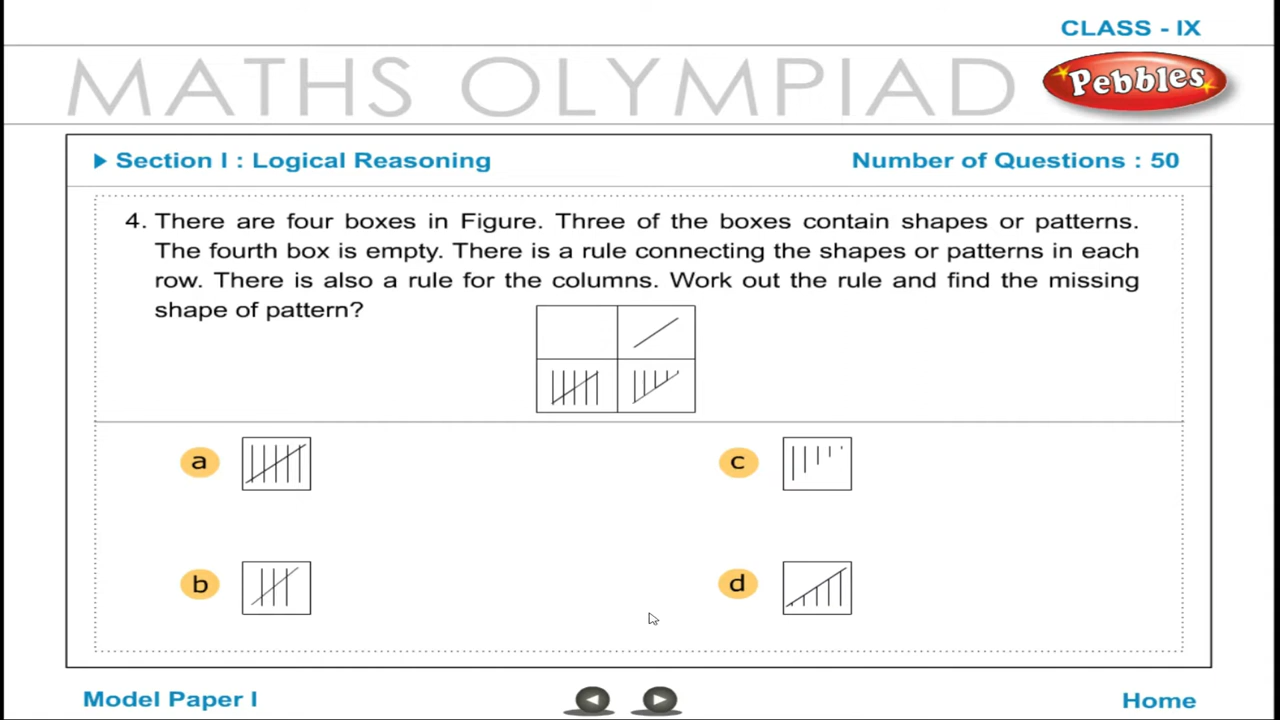 CLASS - IX
MATHS OLYMPIAD
Pebbles
Section I : Logical Reasoning
Number of Questions : 50
4. There are four boxes in Figure. Three of the boxes contain shapes or patterns.
The fourth box is empty. There is a rule connecting the shapes or patterns in each
row. There is also a rule for the columns. Work out the rule and find the missing
shape of pattern?
a
c
b
d
Model Paper I
Home